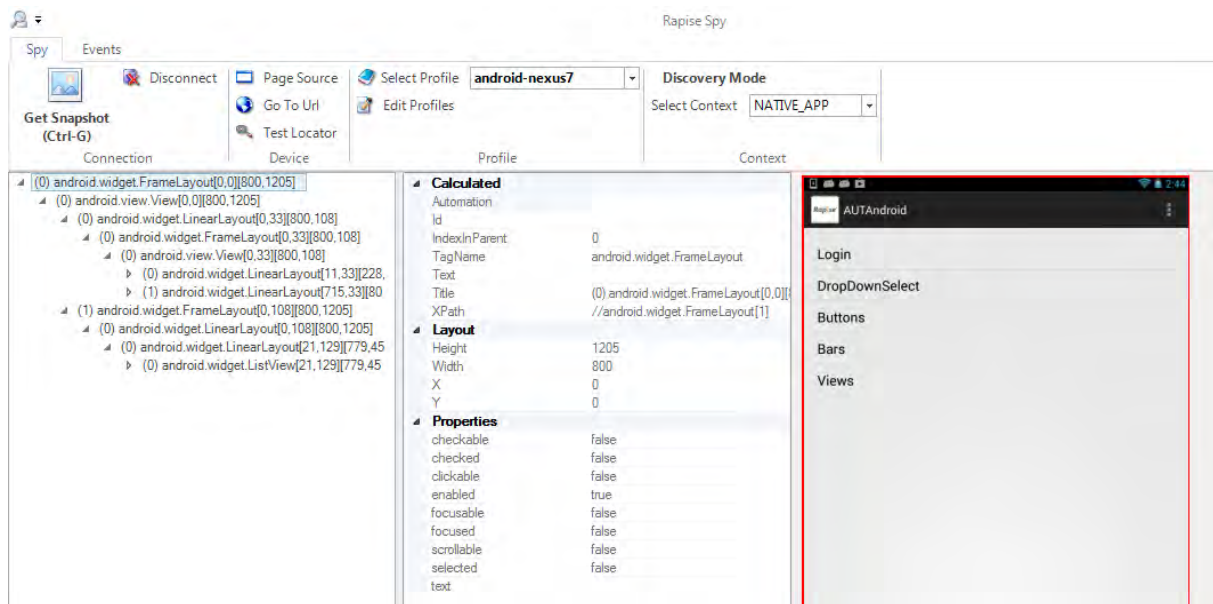 Rapise Spy
Spy Events
Get Snapshot
(Ctrl-G)
Disconnect
Connection
Page Source
Go To Url
Test Locator
Device
Select Profile android-nexus7
Edit Profiles
Profile
Discovery Mode
Select Context NATIVE_APP
Context
(0) android.widget.FrameLayout[0,0][800,1205]
(0) android.view.View[0,0][800,1205]
(0) android.widget.LinearLayout[0,33][800,108]
(0) android.widget.FrameLayout[0,33][800,108]
(0) android.view.View[0,33][800,108]
(0) android.widget.LinearLayout[11,33][228,
(1) android.widget.LinearLayout[715,33][80
(1) android.widget.FrameLayout[0,108][800,1205]
(0) android.widget.LinearLayout[0,108][800,1205]
(0) android.widget.LinearLayout[21,129][779,45
(0) android.widget.ListView[21,129][779,45
Calculated
Automation
Id
IndexInParent 0
TagName android.widget.FrameLayout
Text
Title (0) android.widget.FrameLayout[0,0][
XPath //android.widget.FrameLayout[1]
Layout
Height 1205
Width 800
X 0
Y 0
Properties
checkable false
checked false
clickable false
enabled true
focusable false
focused false
scrollable false
selected false
text
2:44
Rapise AUTAndroid
Login
DropDownSelect
Buttons
Bars
Views